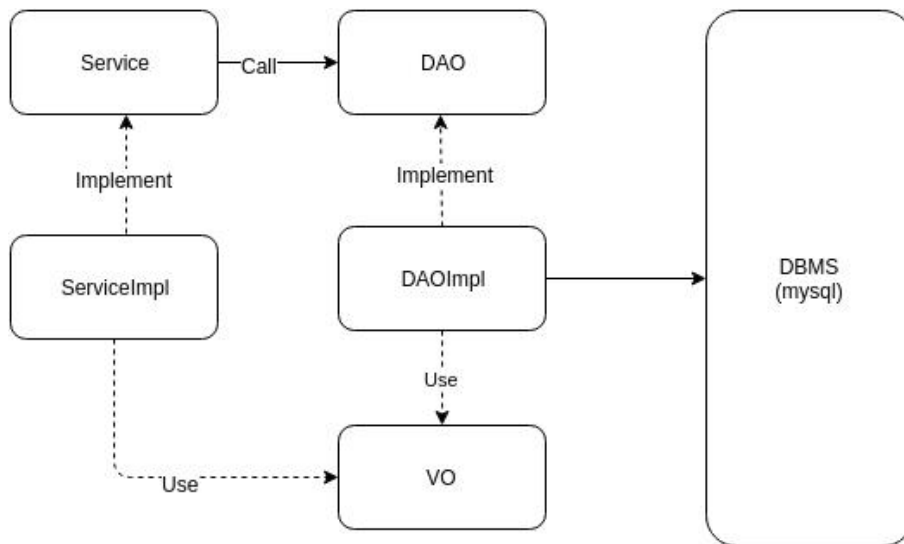 Service
Call
DAO
Implement
Implement
ServiceImpl
DAOImpl
DBMS
(mysql)
Use
Use
VO